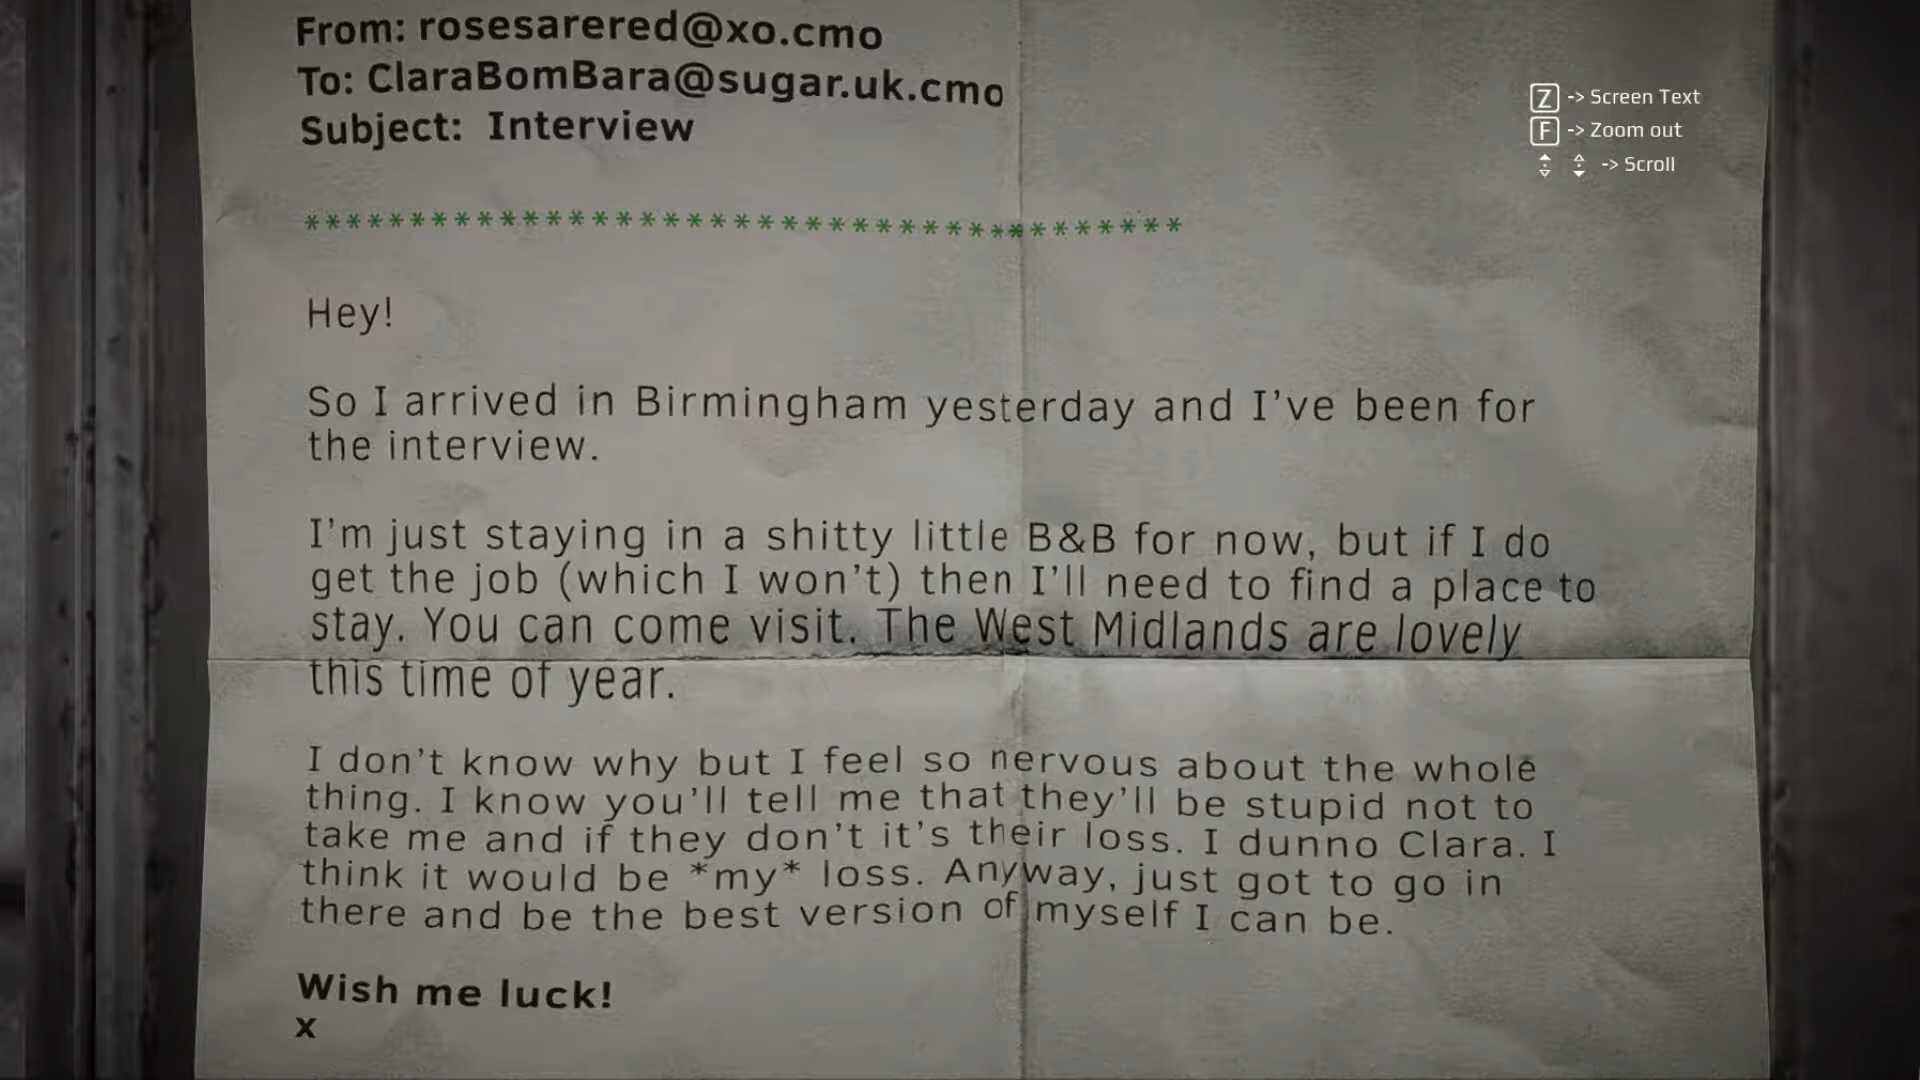 From: rosesarered@xo.cmo
To: ClaraBomBara@sugar.uk.cmo
Subject: Interview
Z -> Screen Text
F -> Zoom out
-> Scroll
**************************************
Hey!
So I arrived in Birmingham yesterday and I've been for
the interview.
I'm just staying in a shitty little B&B for now, but if I do
get the job (which I won't) then I'll need to find a place to
stay. You can come visit. The West Midlands are lovely
this time of year.
I don't know why but I feel so nervous about the whole
thing. I know you'll tell me that they'll be stupid not to
take me and if they don't it's their loss. I dunno Clara. I
think it would be *my* loss. Anyway, just got to go in
there and be the best version of myself I can be.
Wish me luck!
x